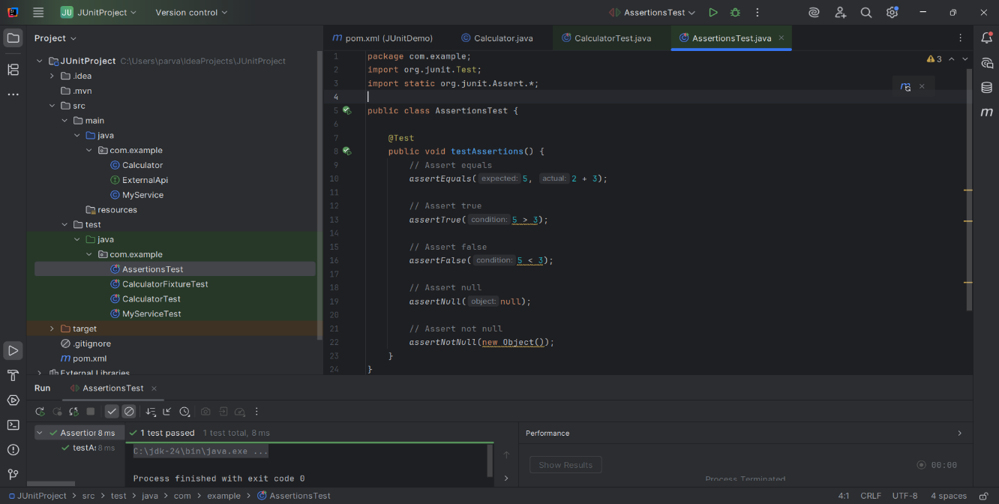 JU JUnitProject Version control AssertionsTest
Project
JUnitProject C:\Users\parva\IdeaProjects\JUnitProject
.idea
.mvn
src
main
java
com.example
Calculator
ExternalApi
MyService
resources
test
java
com.example
AssertionsTest
CalculatorFixtureTest
CalculatorTest
MyServiceTest
target
.gitignore
m pom.xml
External Libraries
m pom.xml (JUnitDemo) Calculator.java CalculatorTest.java AssertionsTest.java
3
1 package com.example;
2 import org.junit.Test;
3 import static org.junit.Assert.*;
4
5 public class AssertionsTest {
6
7 @Test
8 public void testAssertions() {
9 // Assert equals
10 assertEquals( expected: 5, actual: 2 + 3);
11
12 // Assert true
13 assertTrue( condition: 5 > 3);
14
15 // Assert false
16 assertFalse( condition: 5 < 3);
17
18 // Assert null
19 assertNull( object: null);
20
21 // Assert not null
22 assertNotNull(new Object());
23 }
24 }
Run AssertionsTest
Assertion 8 ms
testAs 8 ms
1 test passed 1 test total, 8 ms
C:\jdk-24\bin\java.exe ...
Process finished with exit code 0
Performance
Show Results 00:00
Process Terminated
JUnitProject > src > test > java > com > example > AssertionsTest
4:1 CRLF UTF-8 4 spaces